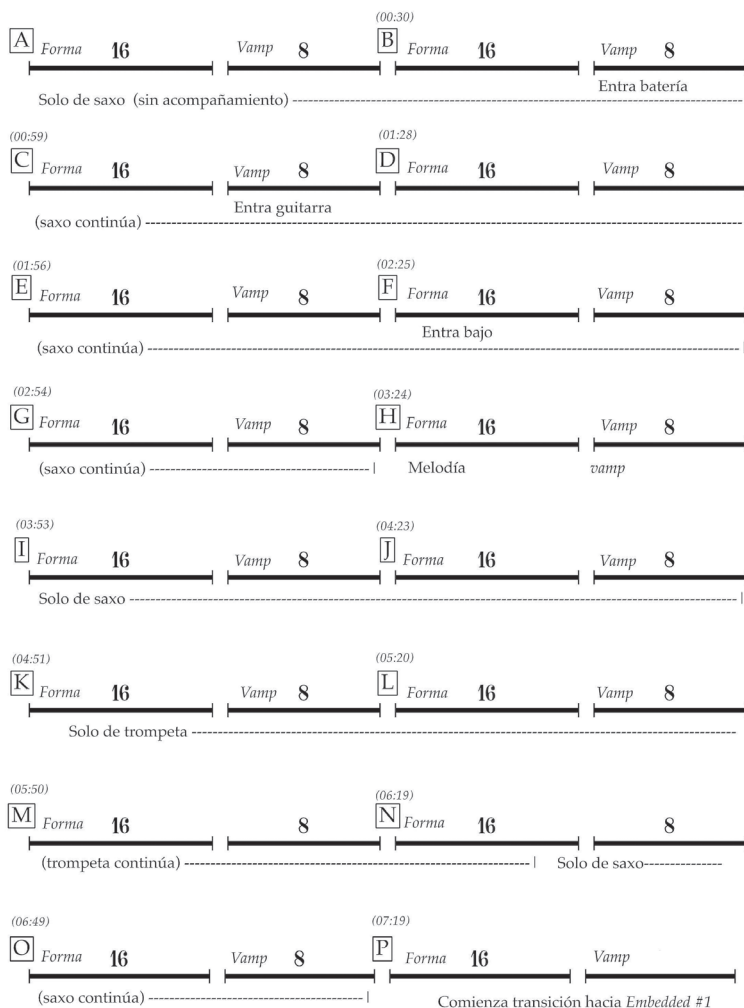 (00:30)
A Forma 16 Vamp 8 B Forma 16 Vamp 8
Entra batería
Solo de saxo (sin acompañamiento)
(00:59) (01:28)
C Forma 16 Vamp 8 D Forma 16 Vamp 8
Entra guitarra
(saxo continúa)
(01:56) (02:25)
E Forma 16 Vamp 8 F Forma 16 Vamp 8
Entra bajo
(saxo continúa)
(02:54) (03:24)
G Forma 16 Vamp 8 H Forma 16 Vamp 8
(saxo continúa) Melodía vamp
(03:53) (04:23)
I Forma 16 Vamp 8 J Forma 16 Vamp 8
Solo de saxo
(04:51) (05:20)
K Forma 16 Vamp 8 L Forma 16 Vamp 8
Solo de trompeta
(05:50) (06:19)
M Forma 16 8 N Forma 16 8
(trompeta continúa) Solo de saxo
(06:49) (07:19)
O Forma 16 Vamp 8 P Forma 16 Vamp
(saxo continúa) Comienza transición hacia Embedded #1